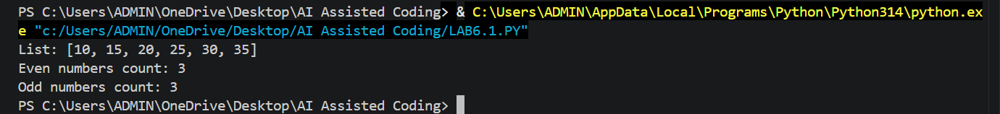 PS C:\Users\ADMIN\OneDrive\Desktop\AI Assisted Coding> & C:\Users\ADMIN\AppData\Local\Programs\Python\Python314\python.ex
e "c:/Users/ADMIN/OneDrive/Desktop/AI Assisted Coding/LAB6.1.PY"
List: [10, 15, 20, 25, 30, 35]
Even numbers count: 3
Odd numbers count: 3
PS C:\Users\ADMIN\OneDrive\Desktop\AI Assisted Coding>